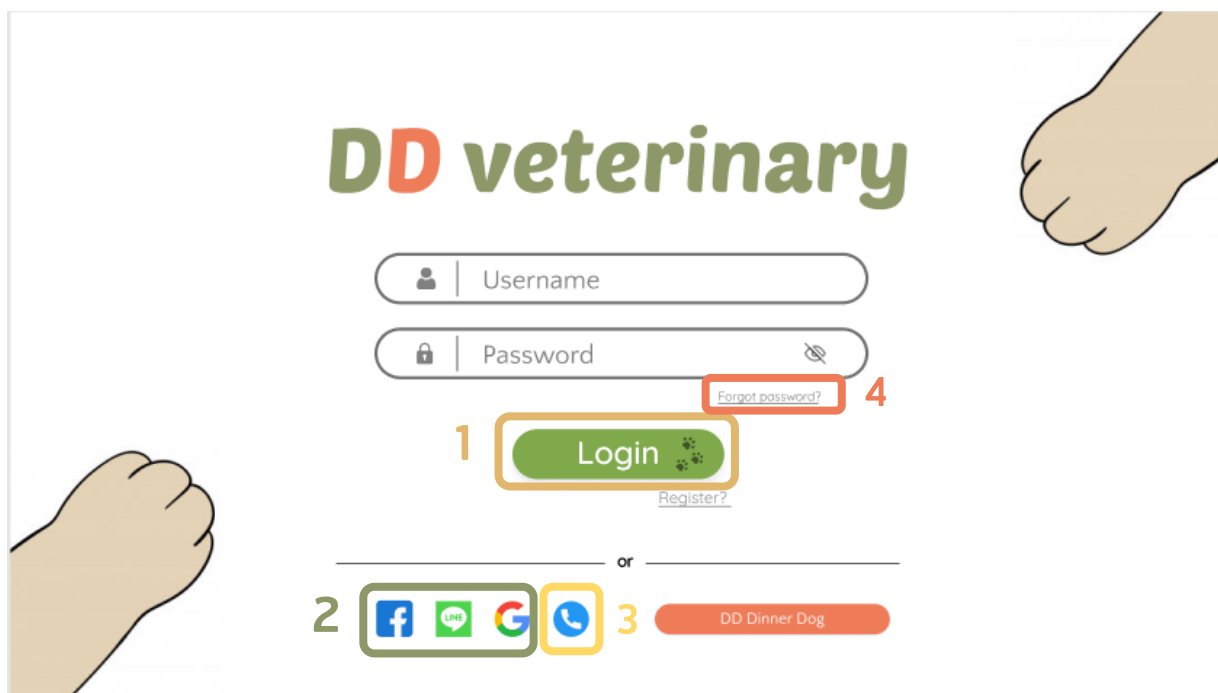 DD veterinary
Username
Password
Forgot password?
4
1
Login
Register?
or
2
LINE
3
DD Dinner Dog